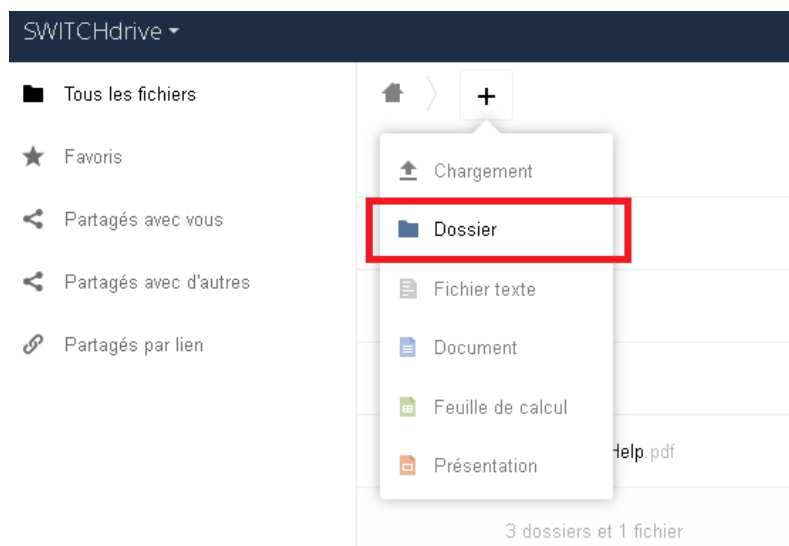 SWITCHdrive
Tous les fichiers
Favoris
Partagés avec vous
Partagés avec d'autres
Partagés par lien
+
Chargement
Dossier
Fichier texte
Document
Feuille de calcul
Présentation
Help.pdf
3 dossiers et 1 fichier